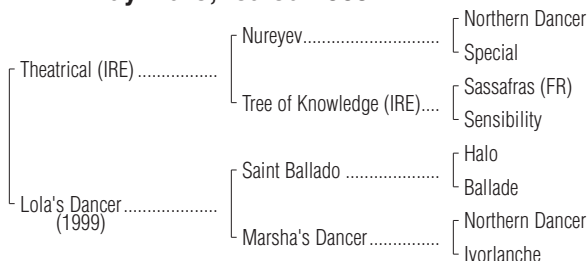 Northern Dancer
Nureyev
Special
Theatrical (IRE)
Sassafras (FR)
Tree of Knowledge (IRE)
Sensibility
Halo
Saint Ballado
Ballade
Lola's Dancer
(1999)
Northern Dancer
Marsha's Dancer
Ivorlanche